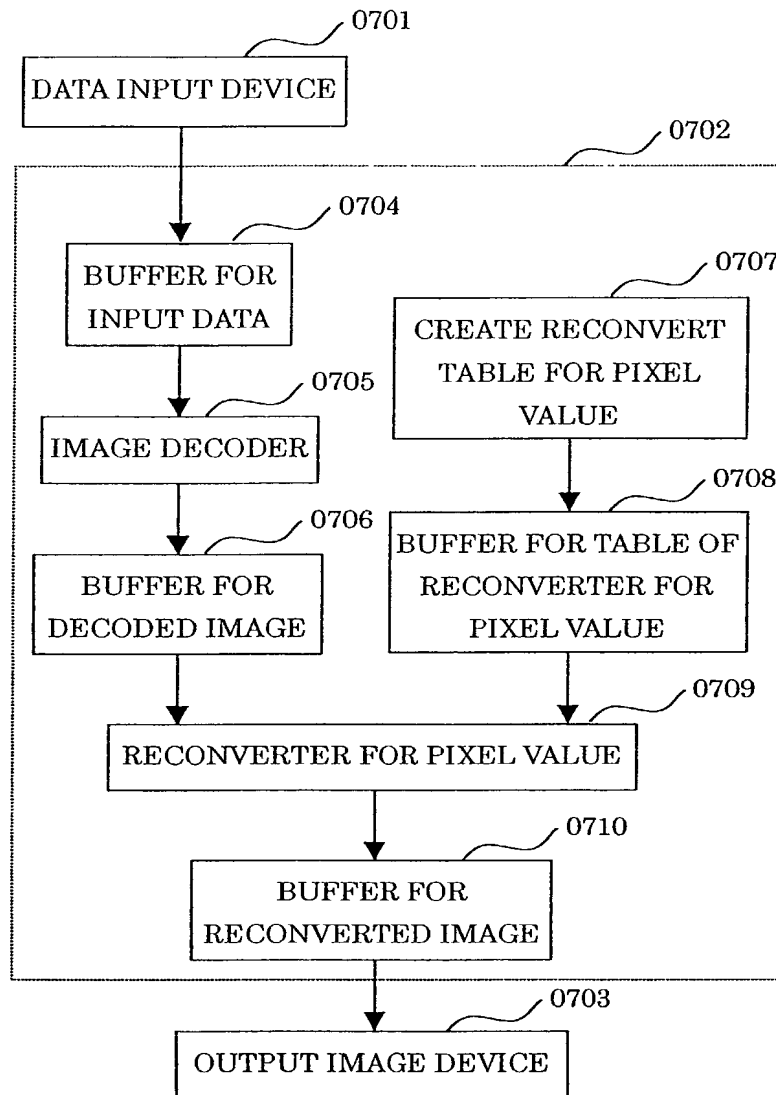 0701
DATA INPUT DEVICE
0702
0704
BUFFER FOR
INPUT DATA
0707
CREATE RECONVERT
TABLE FOR PIXEL
VALUE
0705
IMAGE DECODER
0708
BUFFER FOR TABLE OF
RECONVERTER FOR
PIXEL VALUE
0706
BUFFER FOR
DECODED IMAGE
0709
RECONVERTER FOR PIXEL VALUE
0710
BUFFER FOR
RECONVERTED IMAGE
0703
OUTPUT IMAGE DEVICE